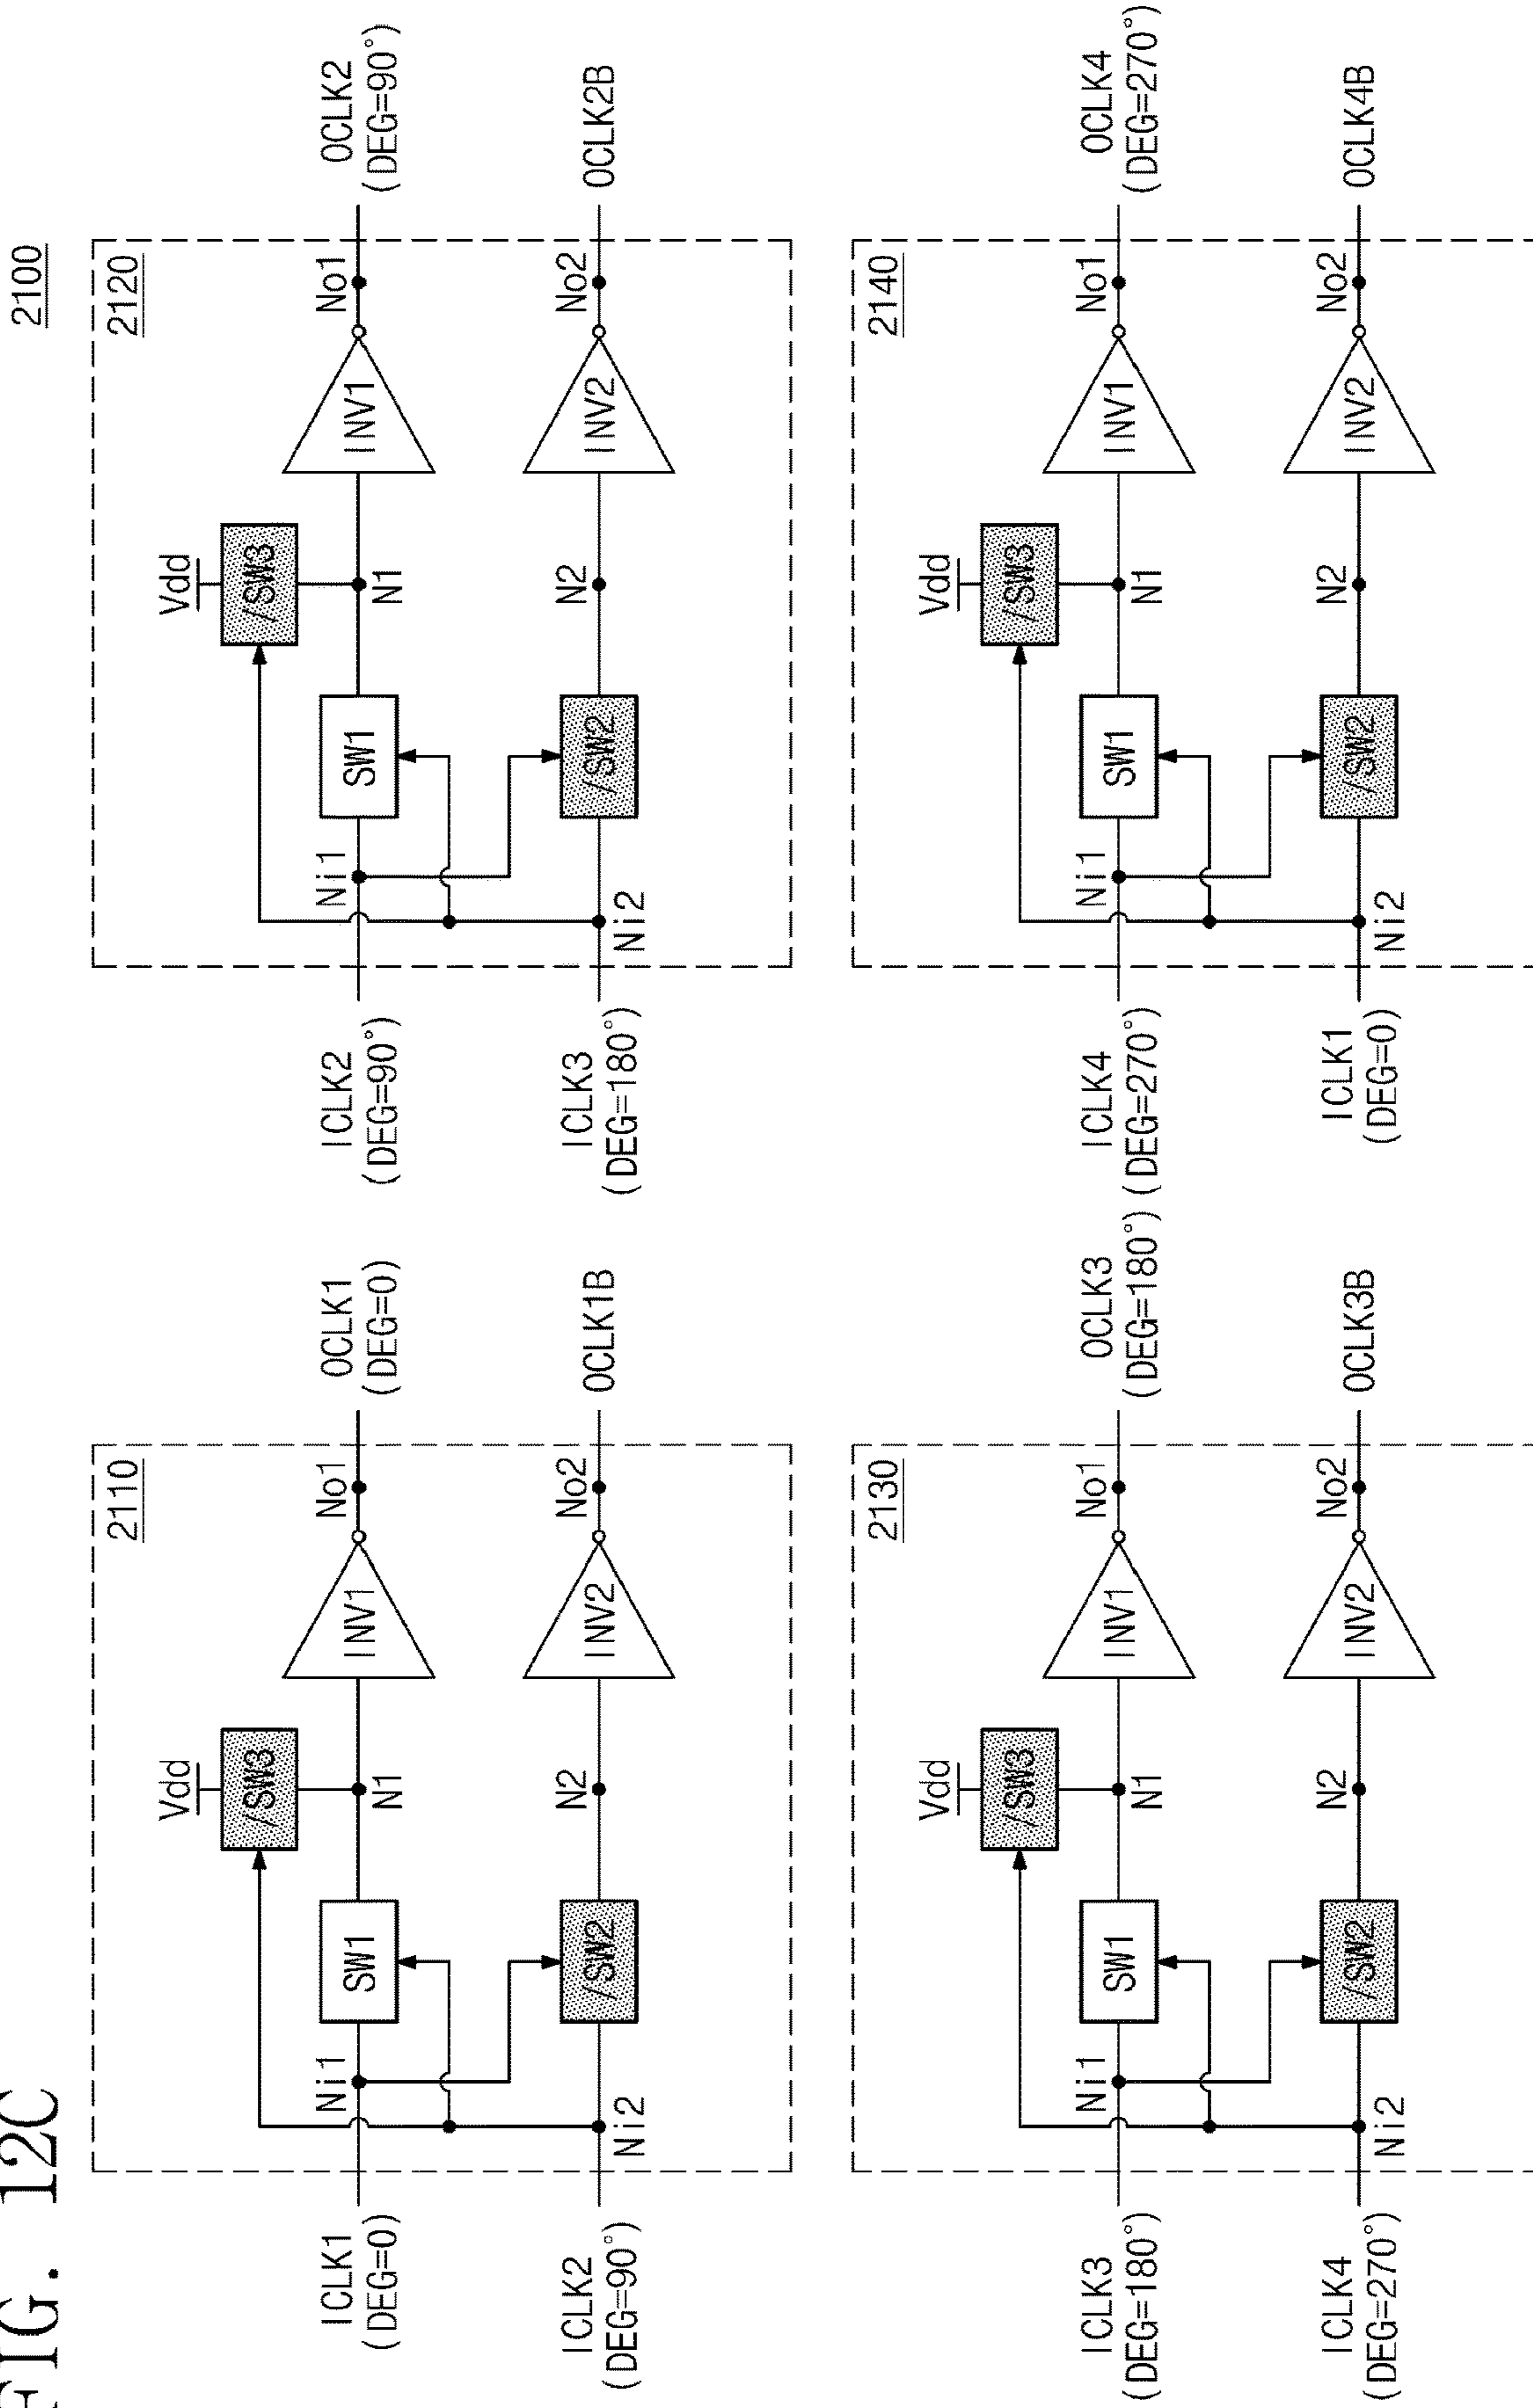 FIG. 12C
2100
2110
ICLK1
(DEG=0)
ICLK2
(DEG=90°)
Ni1
Ni2
SW1
/SW2
Vdd
/SW3
N1
N2
INV1
INV2
No1
No2
OCLK1
(DEG=0)
OCLK1B
2120
ICLK2
(DEG=90°)
ICLK3
(DEG=180°)
Ni1
Ni2
SW1
/SW2
Vdd
/SW3
N1
N2
INV1
INV2
No1
No2
OCLK2
(DEG=90°)
OCLK2B
2130
ICLK3
(DEG=180°)
ICLK4
(DEG=270°)
Ni1
Ni2
SW1
/SW2
Vdd
/SW3
N1
N2
INV1
INV2
No1
No2
OCLK3
(DEG=180°)
OCLK3B
2140
ICLK4
(DEG=270°)
ICLK1
(DEG=0)
Ni1
Ni2
SW1
/SW2
Vdd
/SW3
N1
N2
INV1
INV2
No1
No2
OCLK4
(DEG=270°)
OCLK4B